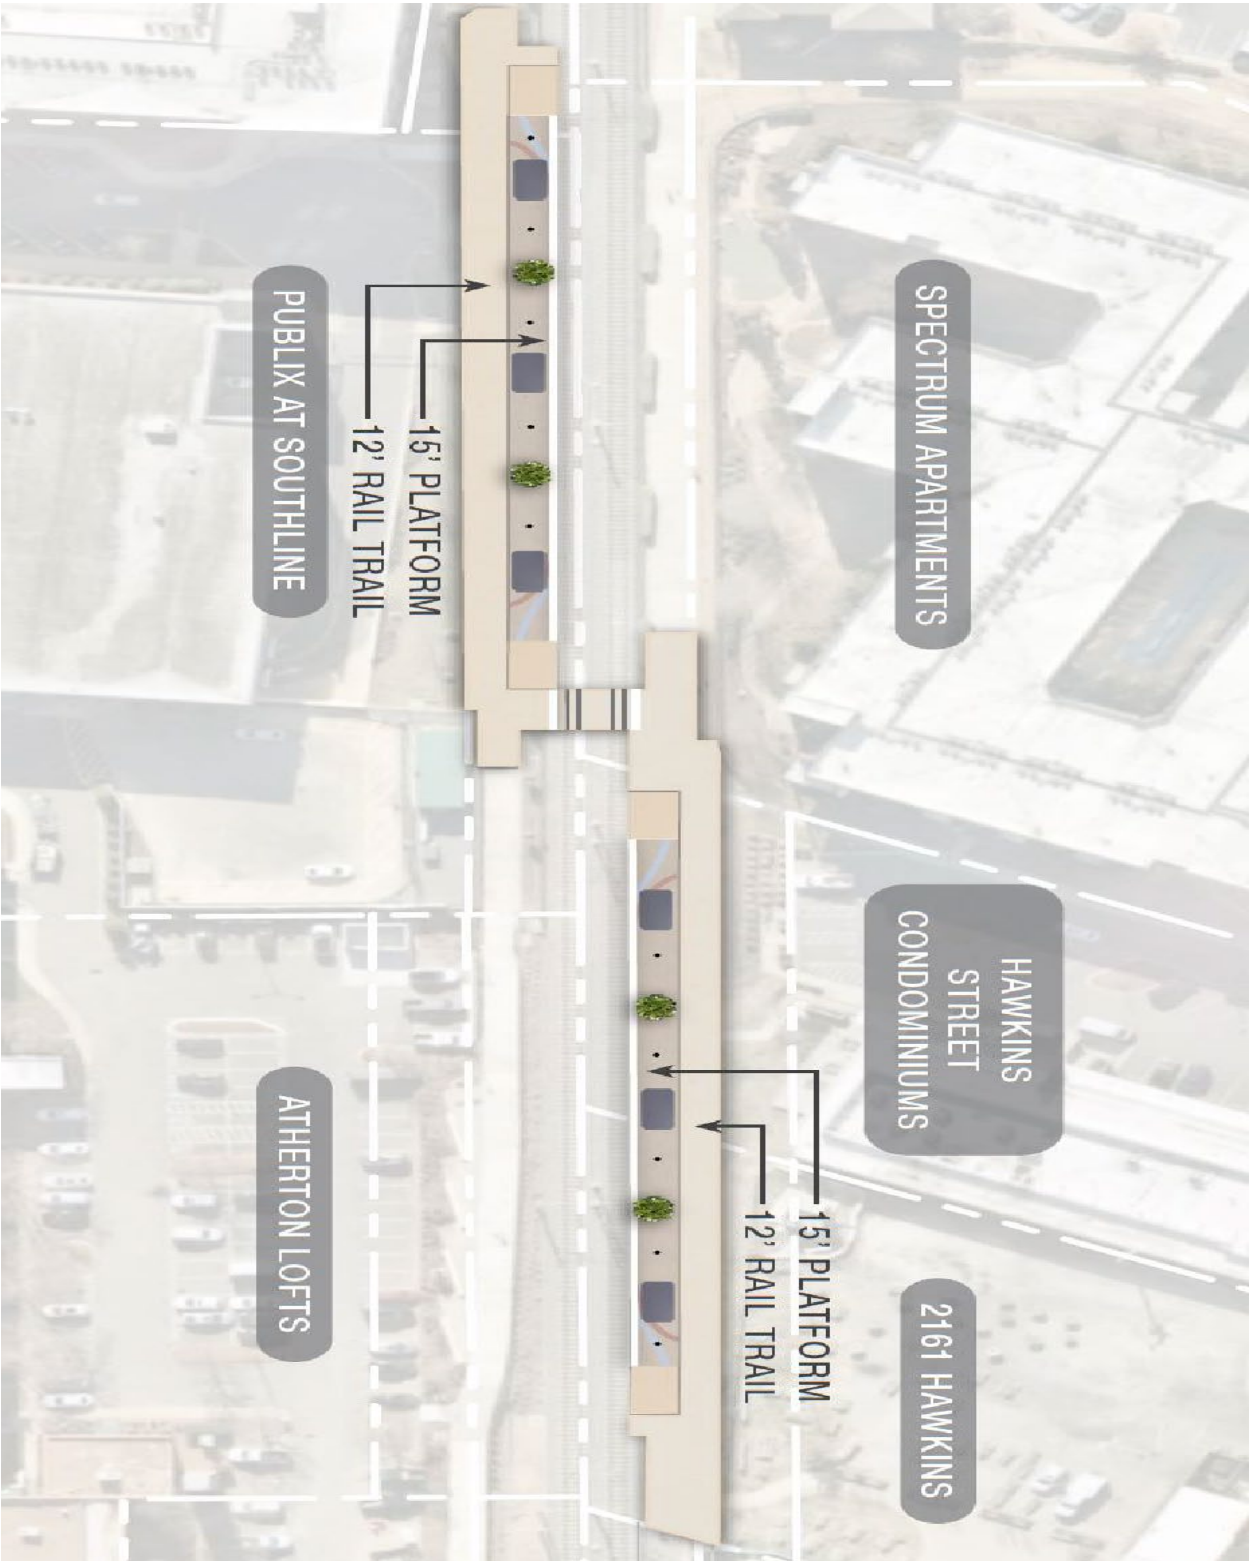 SPECTRUM APARTMENTS
HAWKINS
STREET
CONDOMINIUMS
2161 HAWKINS
15' PLATFORM
12' RAIL TRAIL
15' PLATFORM
12' RAIL TRAIL
PUBLIX AT SOUTHLINE
ATHERTON LOFTS